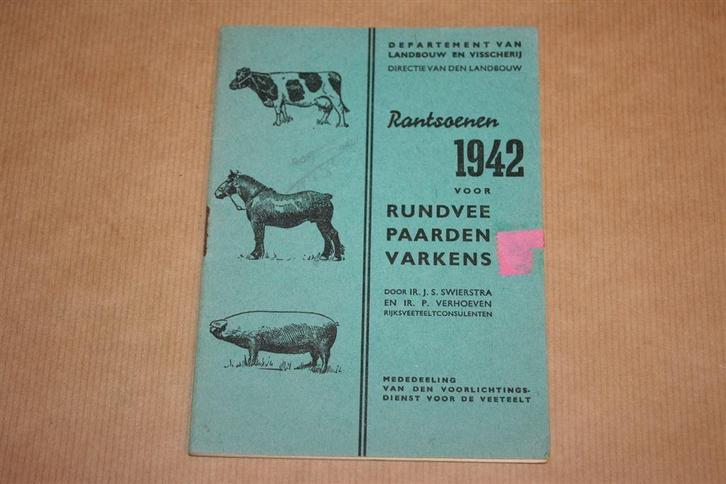 DEPARTEMENT VAN
LANDBOUW EN VISSCHERIJ
DIRECTIE VAN DEN LANDBOUW
Rantsoenen
1942
VOOR
RUNDVEE
PAARDEN
VARKENS
DOOR IR. J. S. SWIERSTRA
EN IR. P. VERHOEVEN
RIJKSVEETEELTCONSULENTEN
MEDEDEELING
VAN DEN VOORLICHTINGS-
DIENST VOOR DE VEETEELT